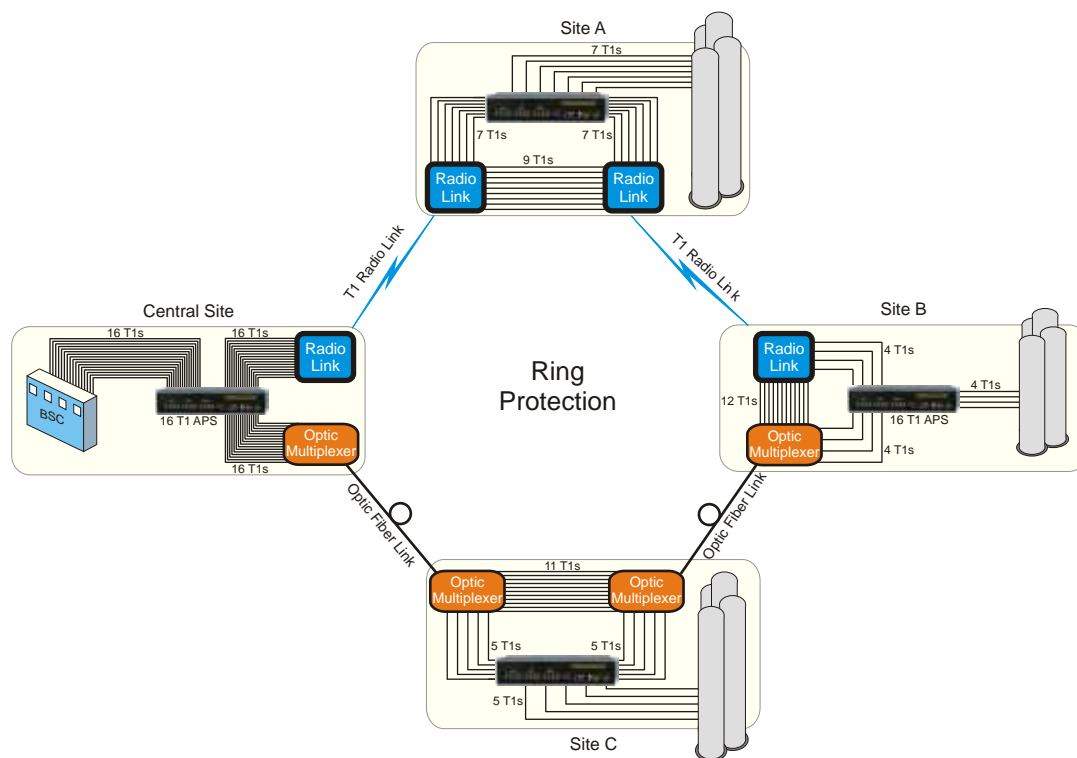 Site A
7 T1s
7 T1s
7 T1s
9 T1s
Radio
Link
Radio
Link
T1 Radio Link
T1 Radio Lh k
Central Site
16 T1s
16 T1s
Radio
Link
BSC
16 T1 APS
Optic
Multiplexer
16 T1s
Ring
Protection
Site B
Radio
Link
4 T1s
4 T1s
12 T1s
16 T1 APS
Optic
Multiplexer
4 T1s
Optic Fiber Link
Optic Fiber Link
11 T1s
Optic
Multiplexer
Optic
Multiplexer
5 T1s
5 T1s
5 T1s
Site C